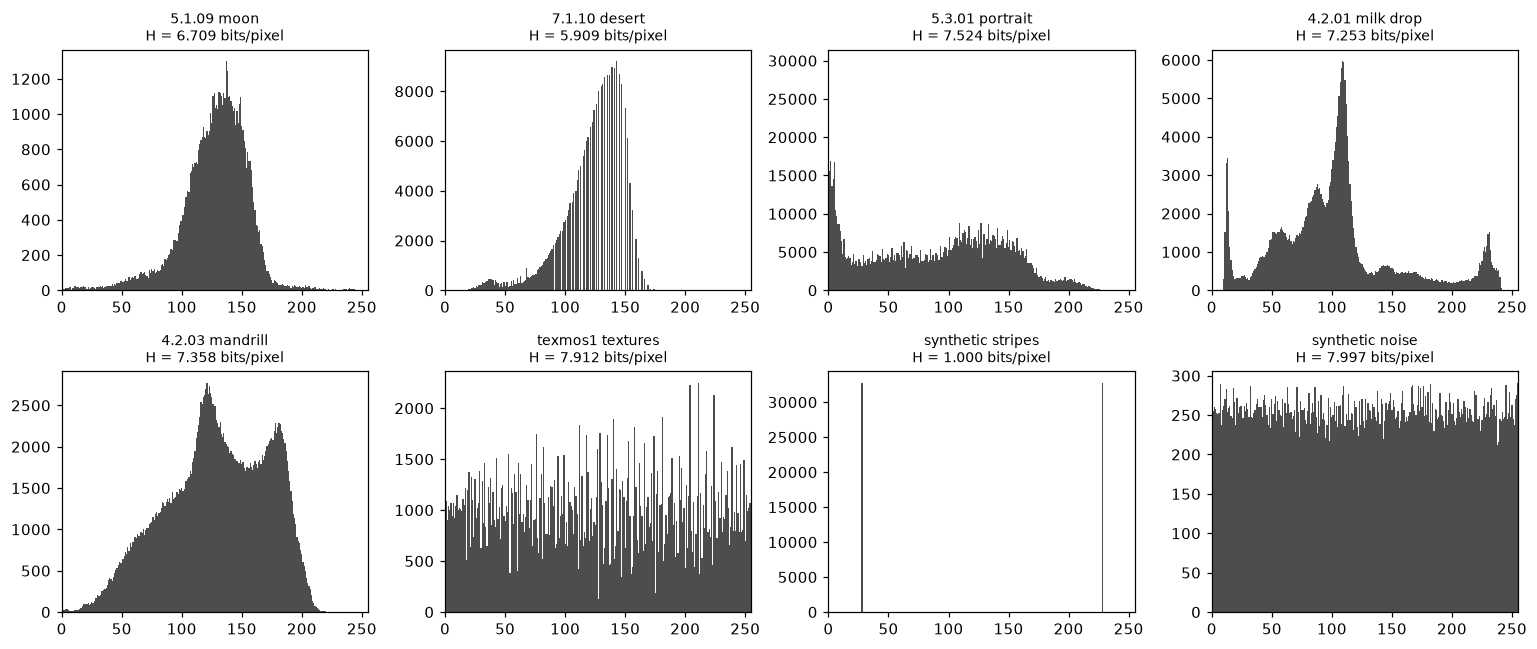 5.1.09 moon
H = 6.709 bits/pixel
7.1.10 desert
H = 5.909 bits/pixel
5.3.01 portrait
H = 7.524 bits/pixel
4.2.01 milk drop
H = 7.253 bits/pixel
1200
1000
800
600
400
200
0
0 50 100 150 200 250
8000
6000
4000
2000
0
0 50 100 150 200 250
30000
25000
20000
15000
10000
5000
0
0 50 100 150 200 250
6000
5000
4000
3000
2000
1000
0
0 50 100 150 200 250
4.2.03 mandrill
H = 7.358 bits/pixel
texmos1 textures
H = 7.912 bits/pixel
synthetic stripes
H = 1.000 bits/pixel
synthetic noise
H = 7.997 bits/pixel
2500
2000
1500
1000
500
0
0 50 100 150 200 250
2000
1500
1000
500
0
0 50 100 150 200 250
30000
25000
20000
15000
10000
5000
0
0 50 100 150 200 250
300
250
200
150
100
50
0
0 50 100 150 200 250